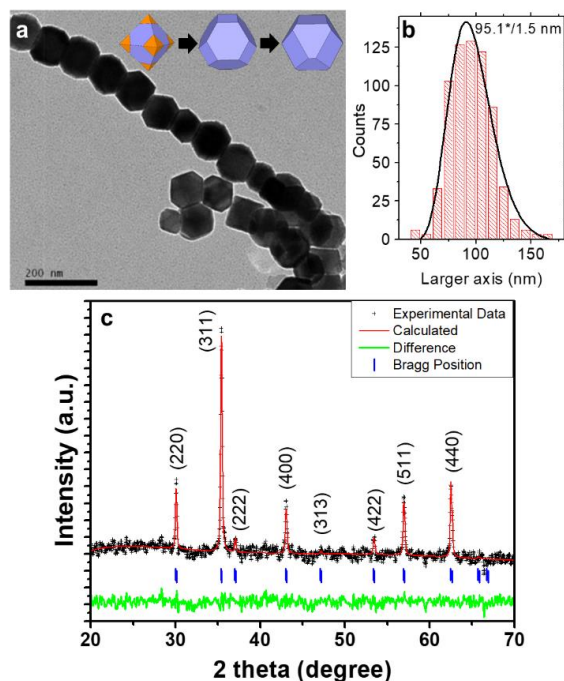 a
200 nm
b
95.1*/1.5 nm
Counts
125
100
75
50
25
0
50 100 150
Larger axis (nm)
c
Intensity (a.u.)
Experimental Data
Calculated
Difference
Bragg Position
(220)
(311)
(222)
(400)
(313)
(422)
(511)
(440)
20 30 40 50 60 70
2 theta (degree)